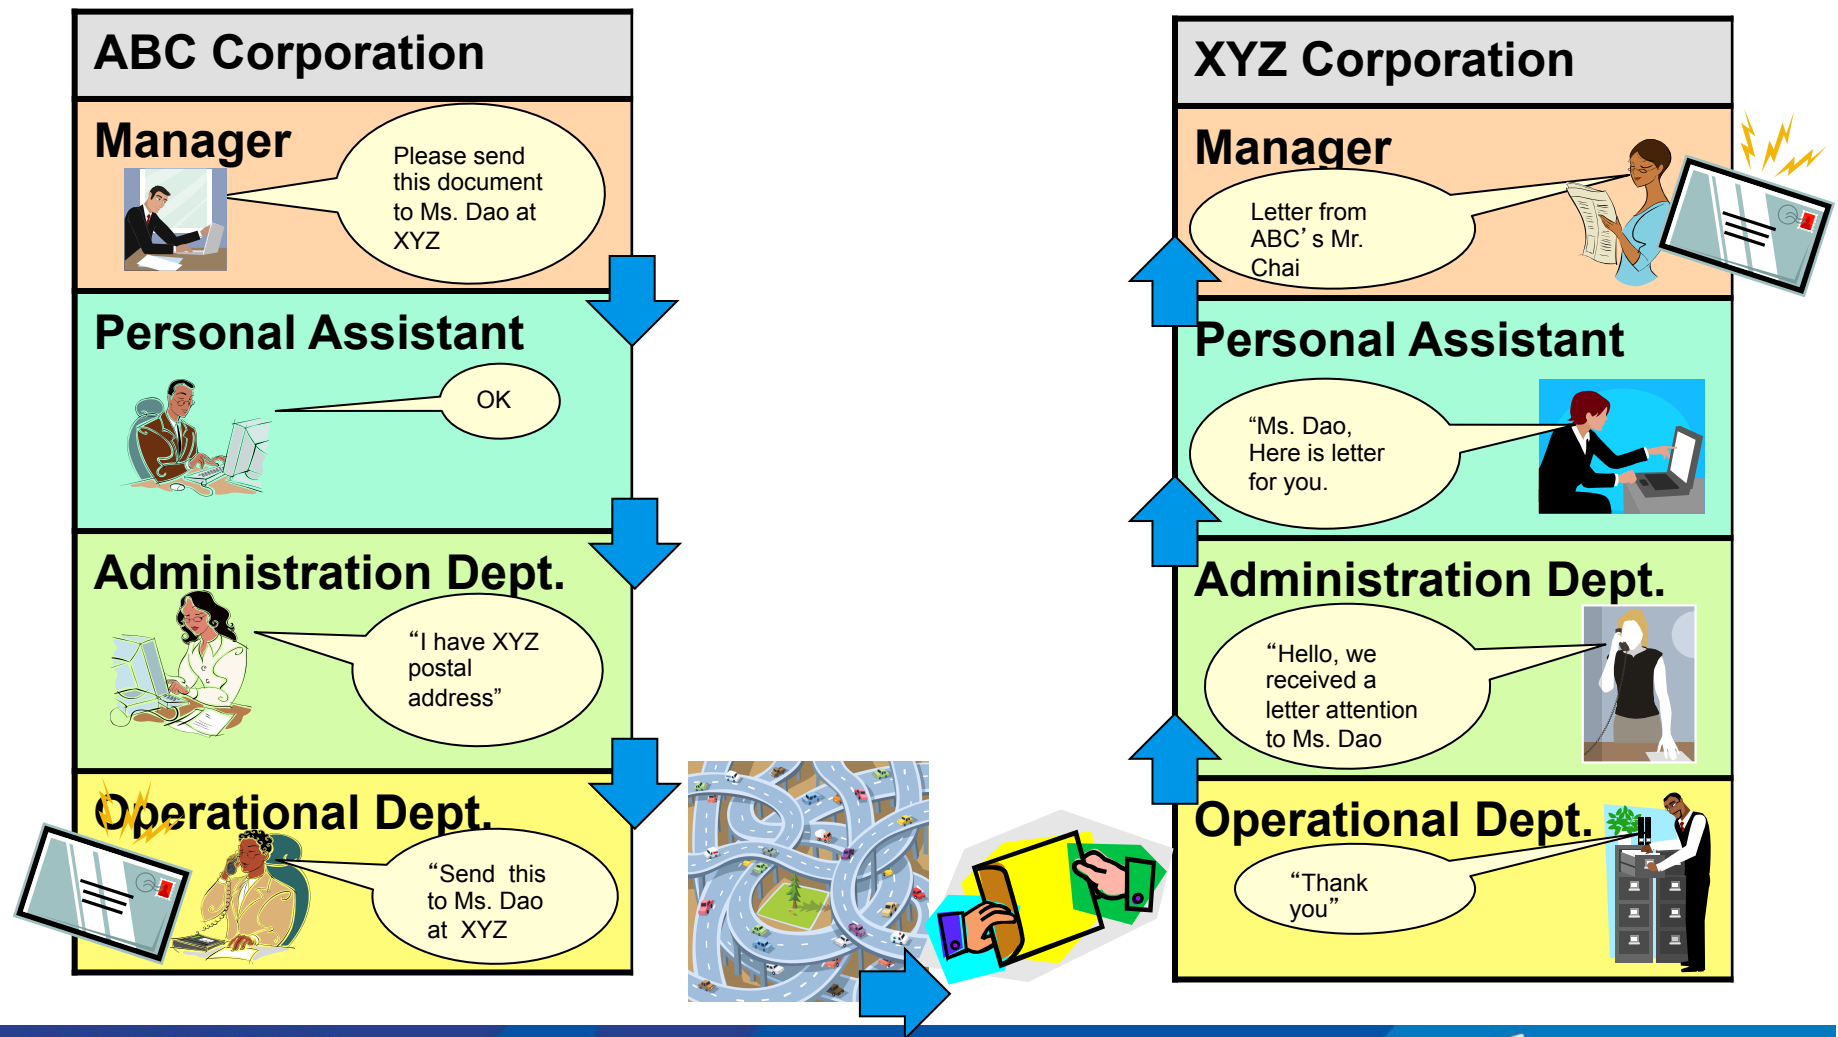 ABC Corporation
Manager
Please send
this document
to Ms. Dao at
XYZ
Personal Assistant
OK
Administration Dept.
“I have XYZ
postal
address”
Operational Dept.
“Send  this
to Ms. Dao
at  XYZ
XYZ Corporation
Manager
Letter from
ABC’s Mr.
Chai
Personal Assistant
“Ms. Dao,
Here is letter
for you.
Administration Dept.
“Hello, we
received a
letter attention
to Ms. Dao
Operational Dept.
“Thank
you”